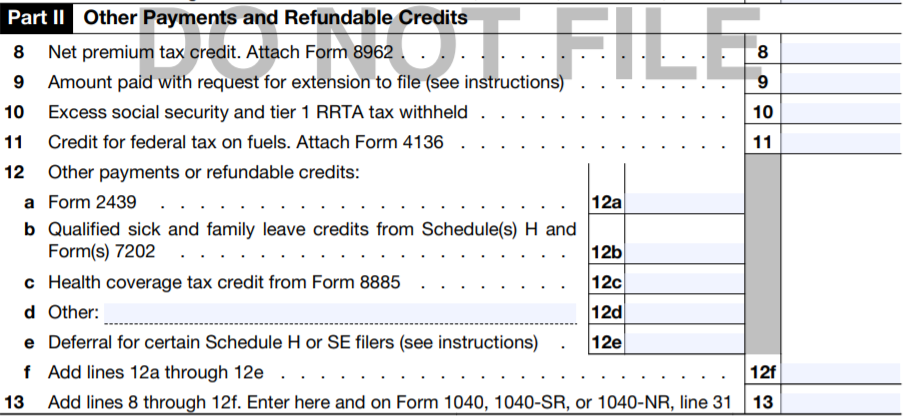 Part II Other Payments and Refundable Credits
DO NOT FILE
8 Net premium tax credit. Attach Form 8962 . . . . . . . . . . . . . . . . 8
9 Amount paid with request for extension to file (see instructions) . . . . . . . . 9
10 Excess social security and tier 1 RRTA tax withheld . . . . . . . . . . . . . 10
11 Credit for federal tax on fuels. Attach Form 4136 . . . . . . . . . . . . . . 11
12 Other payments or refundable credits:
a Form 2439 . . . . . . . . . . . . . . . . . . . . 12a
b Qualified sick and family leave credits from Schedule(s) H and
Form(s) 7202 . . . . . . . . . . . . . . . . . . . 12b
c Health coverage tax credit from Form 8885 . . . . . . . . 12c
d Other: 12d
e Deferral for certain Schedule H or SE filers (see instructions) . 12e
f Add lines 12a through 12e . . . . . . . . . . . . . . . . . . . . . . . 12f
13 Add lines 8 through 12f. Enter here and on Form 1040, 1040-SR, or 1040-NR, line 31 13